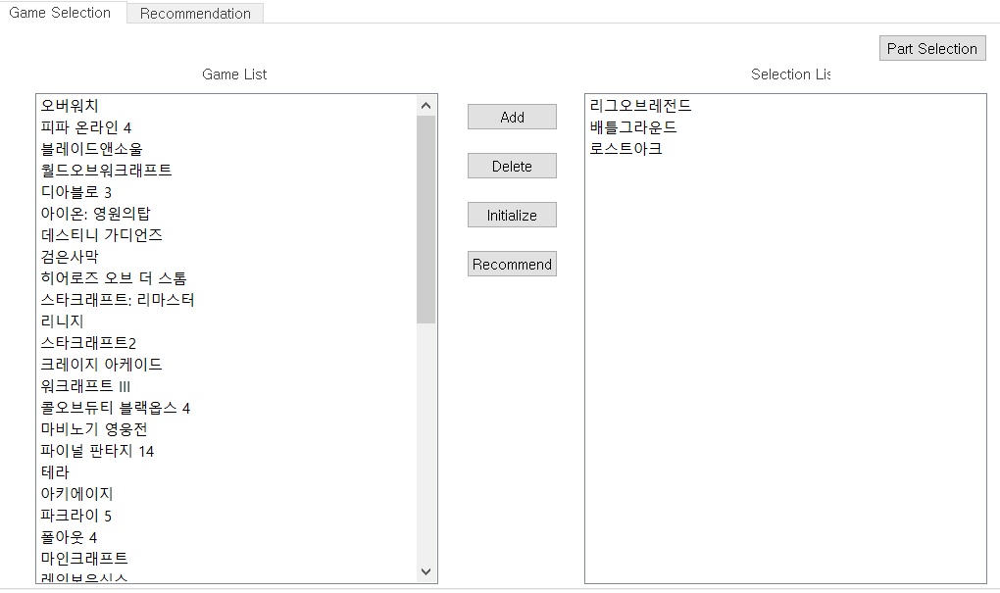 Game Selection
Recommendation
Part Selection
Game List
오버워치
피파 온라인 4
블레이드앤소울
월드오브워크래프트
디아블로 3
아이온: 영원의탑
데스티니 가디언즈
검은사막
히어로즈 오브 더 스톰
스타크래프트: 리마스터
리니지
스타크래프트2
크레이지 아케이드
워크래프트 III
콜오브듀티 블랙옵스 4
마비노기 영웅전
파이널 판타지 14
테라
아키에이지
파크라이 5
폴아웃 4
마인크래프트
레인보우식스
Add
Delete
Initialize
Recommend
Selection Lis
리그오브레전드
배틀그라운드
로스트아크